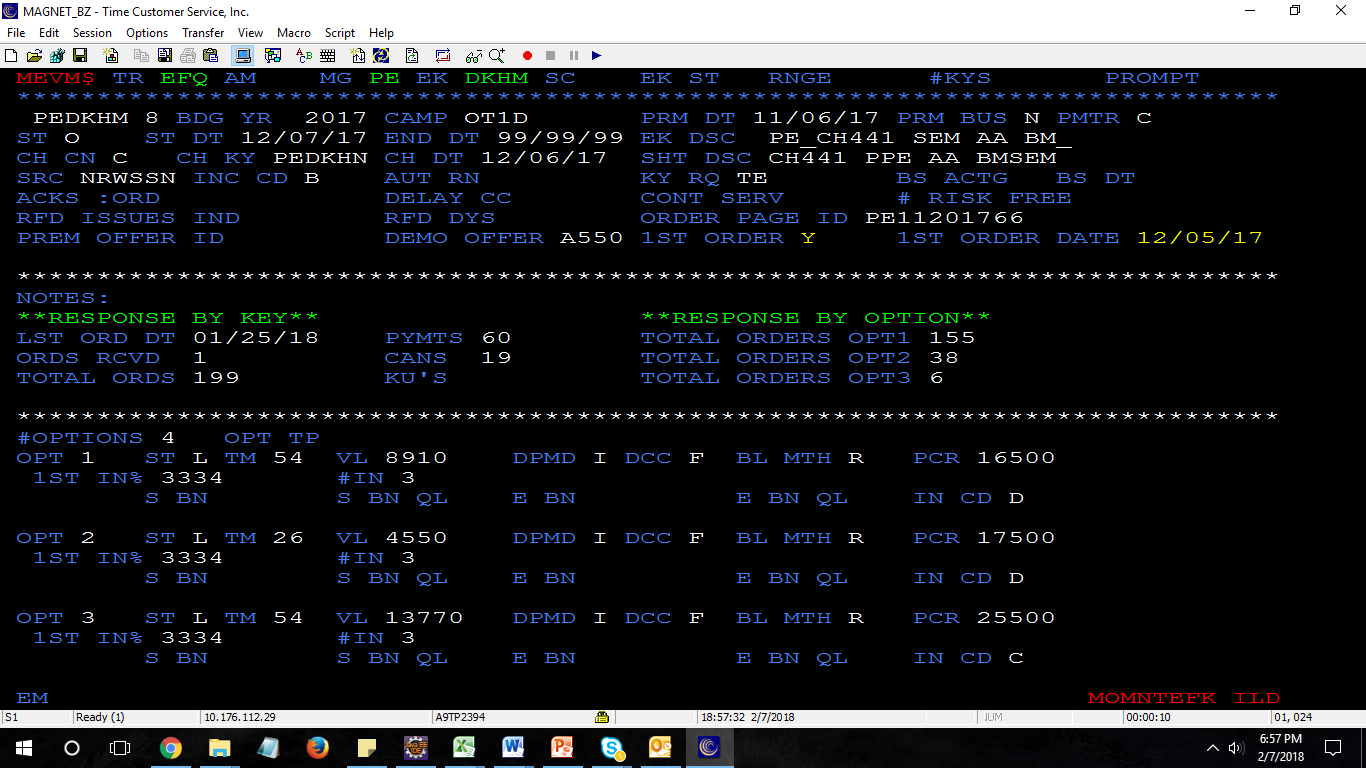 MAGNET_BZ - Time Customer Service, Inc.
File Edit Session Options Transfer View Macro Script Help
MEVM$ TR EFQ AM MG PE EK DKHM SC EK ST RNGE #KYS PROMPT
*******************************************************************************
PEDKHM 8 BDG YR 2017 CAMP OT1D PRM DT 11/06/17 PRM BUS N PMTR C
ST O ST DT 12/07/17 END DT 99/99/99 EK DSC PE_CH441 SEM AA BM_
CH CN C CH KY PEDKHN CH DT 12/06/17 SHT DSC CH441 PPE AA BMSEM
SRC NRWSSN INC CD B AUT RN KY RQ TE BS ACTG BS DT
ACKS :ORD DELAY CC CONT SERV # RISK FREE
RFD ISSUES IND RFD DYS ORDER PAGE ID PE11201766
PREM OFFER ID DEMO OFFER A550 1ST ORDER Y 1ST ORDER DATE 12/05/17
*******************************************************************************
NOTES:
**RESPONSE BY KEY** **RESPONSE BY OPTION**
LST ORD DT 01/25/18 PYMTS 60 TOTAL ORDERS OPT1 155
ORDS RCVD 1 CANS 19 TOTAL ORDERS OPT2 38
TOTAL ORDS 199 KU'S TOTAL ORDERS OPT3 6
*******************************************************************************
#OPTIONS 4 OPT TP
OPT 1 ST L TM 54 VL 8910 DPMD I DCC F BL MTH R PCR 16500
1ST IN% 3334 #IN 3
S BN S BN QL E BN E BN QL IN CD D
OPT 2 ST L TM 26 VL 4550 DPMD I DCC F BL MTH R PCR 17500
1ST IN% 3334 #IN 3
S BN S BN QL E BN E BN QL IN CD D
OPT 3 ST L TM 54 VL 13770 DPMD I DCC F BL MTH R PCR 25500
1ST IN% 3334 #IN 3
S BN S BN QL E BN E BN QL IN CD C
EM MOMNTEFK ILD
S1 Ready (1) 10.176.112.29 A9TP2394 18:57:32 2/7/2018 NUM 00:00:10 01, 024
6:57 PM
2/7/2018